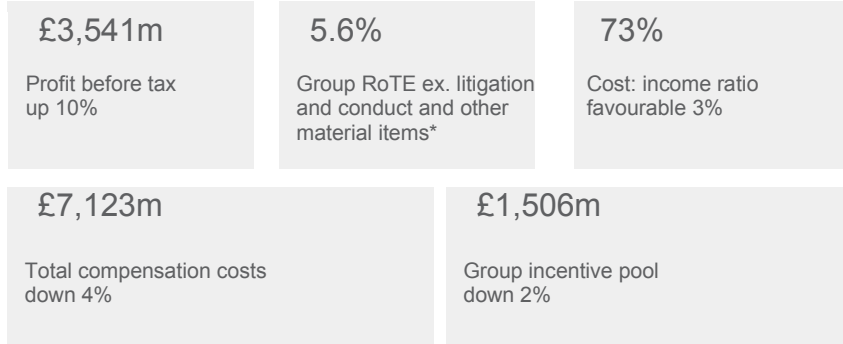 £3,541m
Profit before tax
up 10%
5.6%
Group RoTE ex. litigation
and conduct and other
material items*
73%
Cost: income ratio
favourable 3%
£7,123m
Total compensation costs
down 4%
£1,506m
Group incentive pool
down 2%